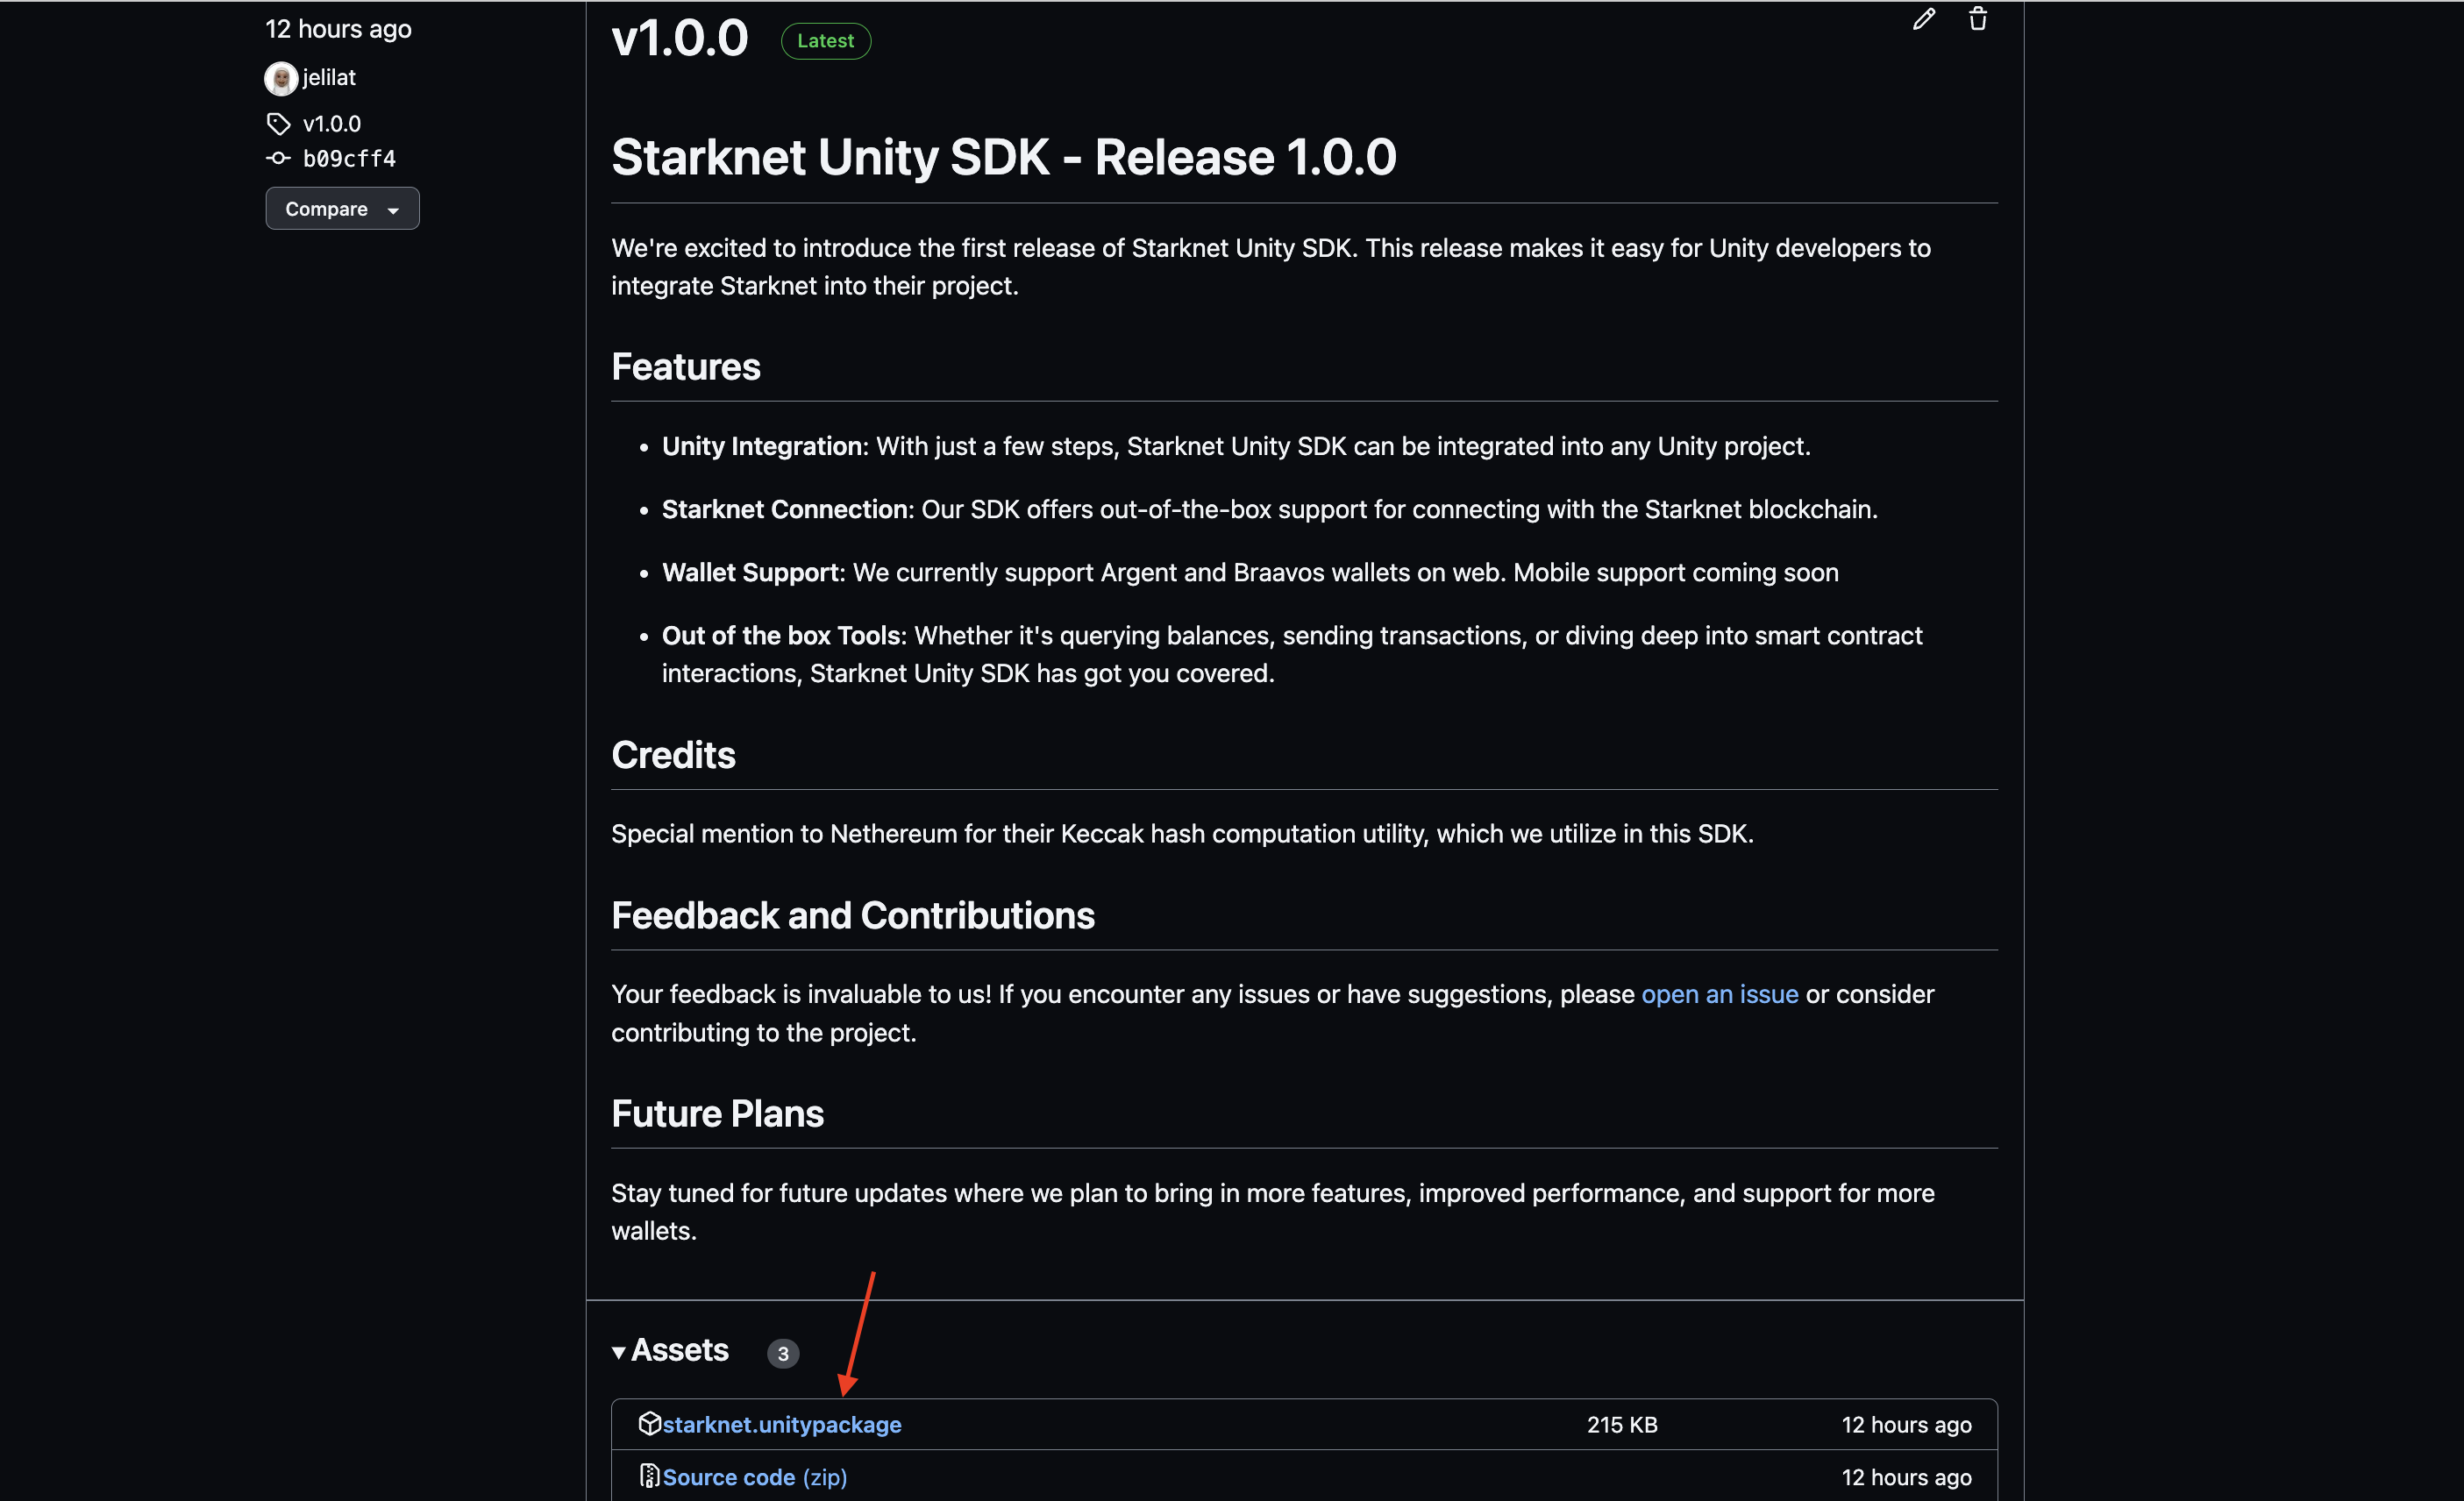 12 hours ago
jelilat
v1.0.0
b09cff4
Compare
v1.0.0 Latest
Starknet Unity SDK - Release 1.0.0
We're excited to introduce the first release of Starknet Unity SDK. This release makes it easy for Unity developers to
integrate Starknet into their project.
Features
• Unity Integration: With just a few steps, Starknet Unity SDK can be integrated into any Unity project.
• Starknet Connection: Our SDK offers out-of-the-box support for connecting with the Starknet blockchain.
• Wallet Support: We currently support Argent and Braavos wallets on web. Mobile support coming soon
• Out of the box Tools: Whether it's querying balances, sending transactions, or diving deep into smart contract
interactions, Starknet Unity SDK has got you covered.
Credits
Special mention to Nethereum for their Keccak hash computation utility, which we utilize in this SDK.
Feedback and Contributions
Your feedback is invaluable to us! If you encounter any issues or have suggestions, please open an issue or consider
contributing to the project.
Future Plans
Stay tuned for future updates where we plan to bring in more features, improved performance, and support for more
wallets.
Assets 3
starknet.unitypackage 215 KB 12 hours ago
Source code (zip) 12 hours ago